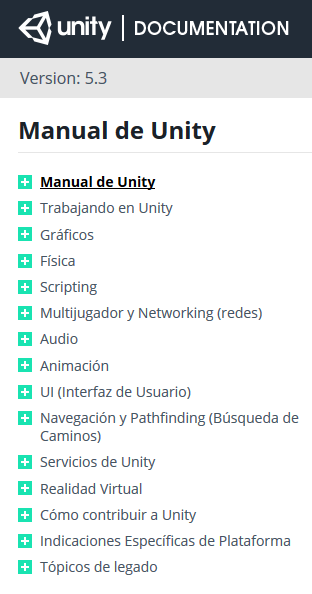 unity | DOCUMENTATION
Version: 5.3
Manual de Unity
Manual de Unity
Trabajando en Unity
Gráficos
Física
Scripting
Multijugador y Networking (redes)
Audio
Animación
UI (Interfaz de Usuario)
Navegación y Pathfinding (Búsqueda de
Caminos)
Servicios de Unity
Realidad Virtual
Cómo contribuir a Unity
Indicaciones Específicas de Plataforma
Tópicos de legado